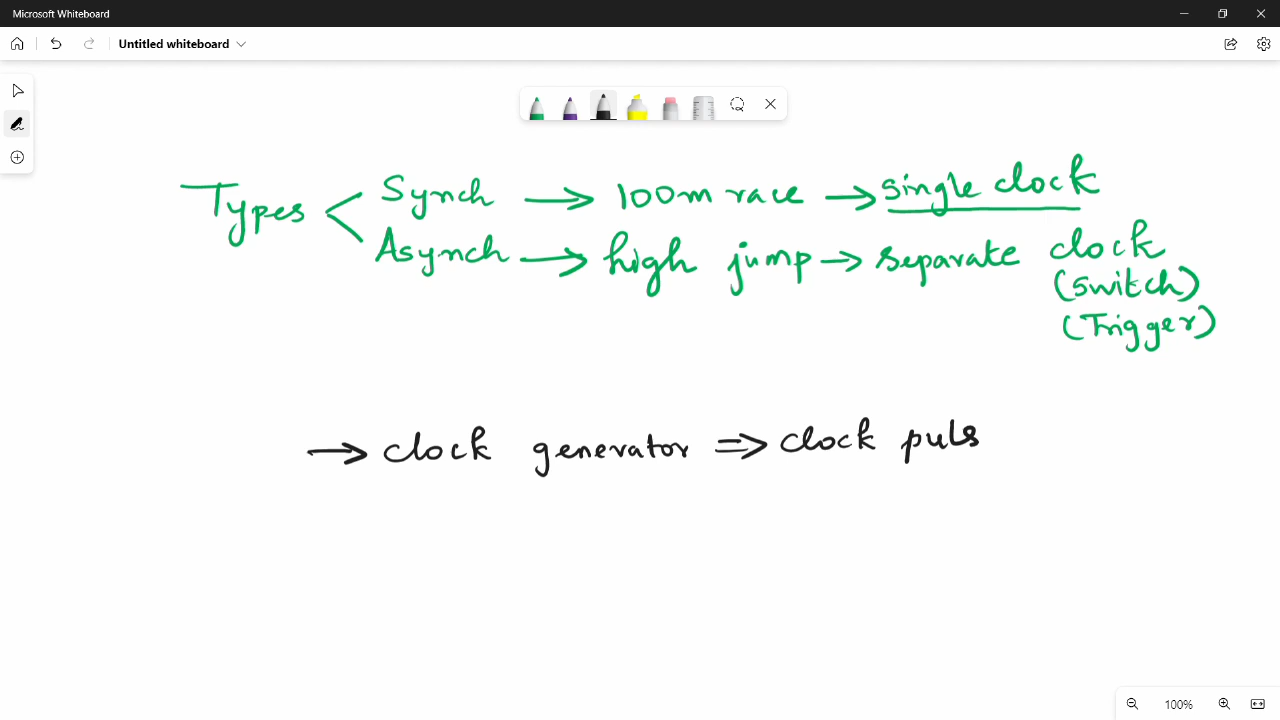 Microsoft Whiteboard
Untitled whiteboard
Types < Synch → 100m race → single clock
Asynch → high jump → separate clock
(switch)
(Trigger)
→ clock generator ⇒ clock puls
100%